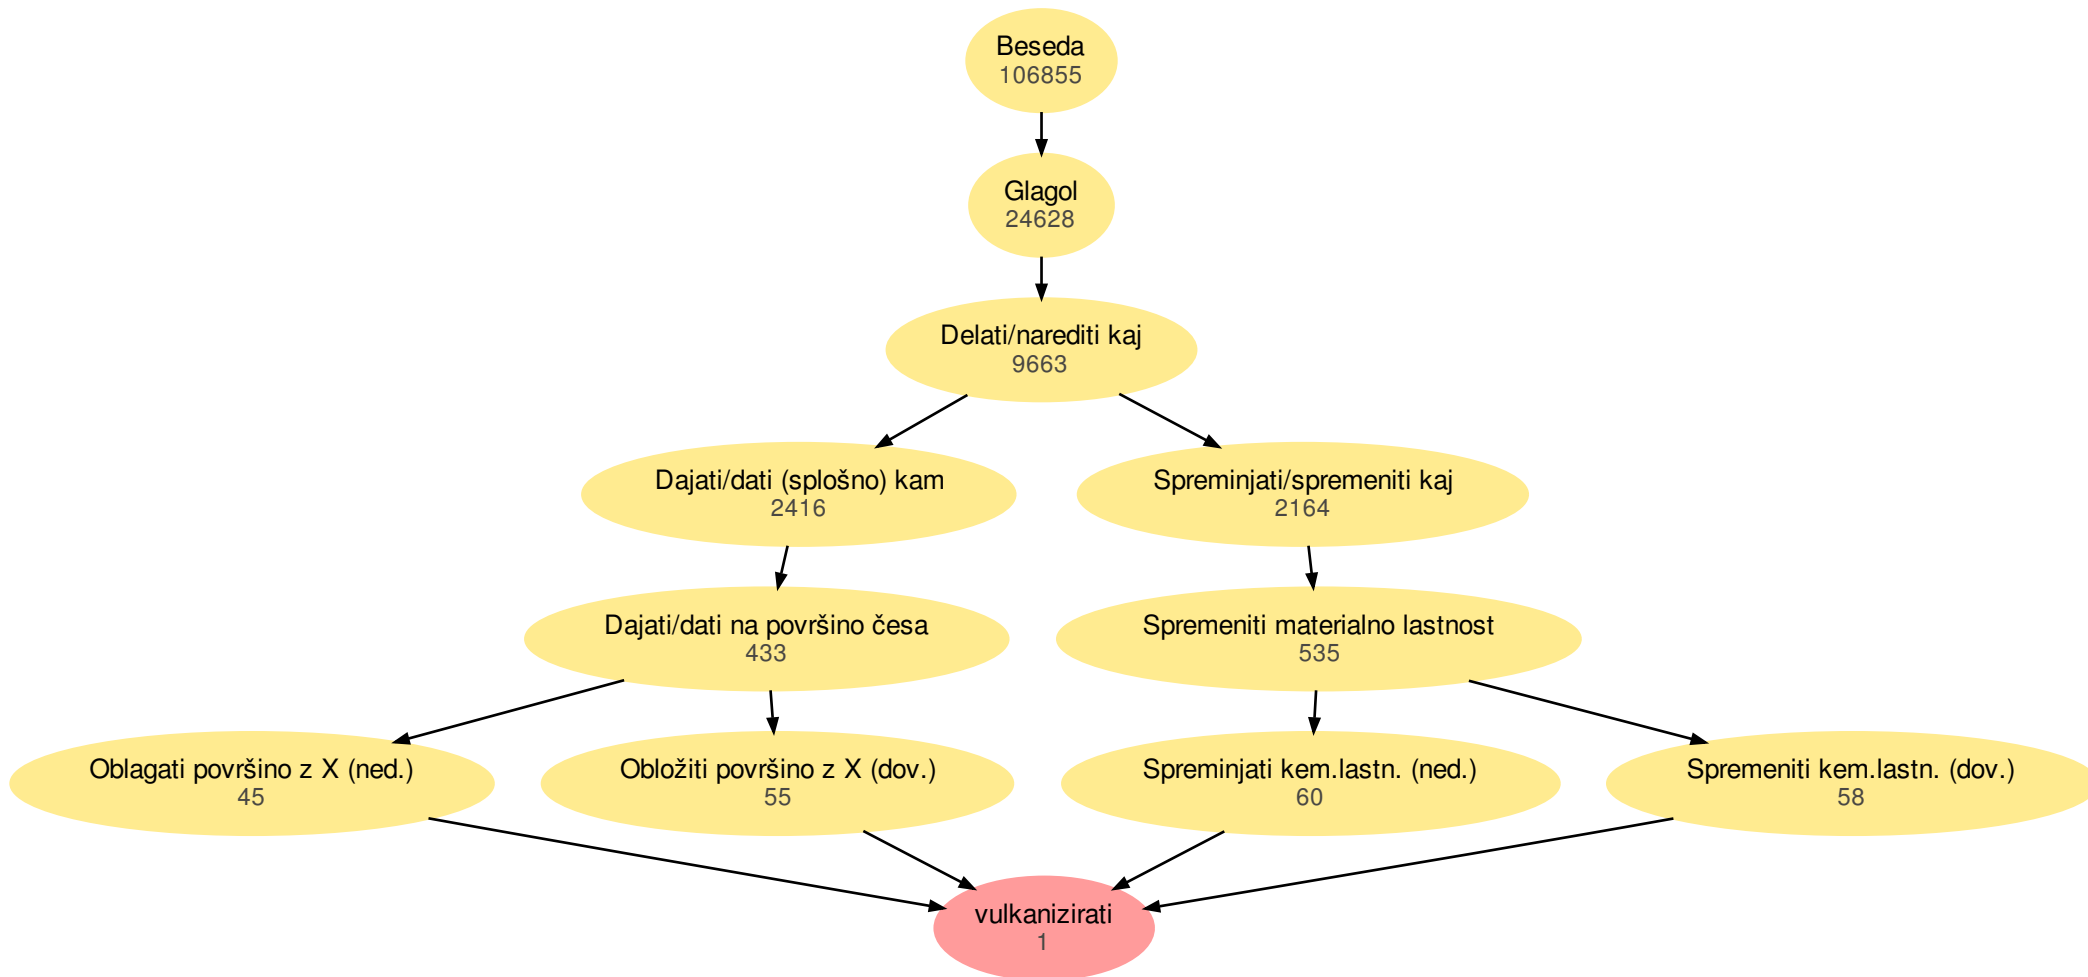 Beseda
106855
Glagol
24628
Delati/narediti kaj
9663
Dajati/dati (splošno) kam
2416
Spreminjati/spremeniti kaj
2164
Dajati/dati na površino česa
433
Spremeniti materialno lastnost
535
Oblagati površino z X (ned.)
45
Obložiti površino z X (dov.)
55
Spreminjati kem.lastn. (ned.)
60
Spremeniti kem.lastn. (dov.)
58
vulkanizirati
1